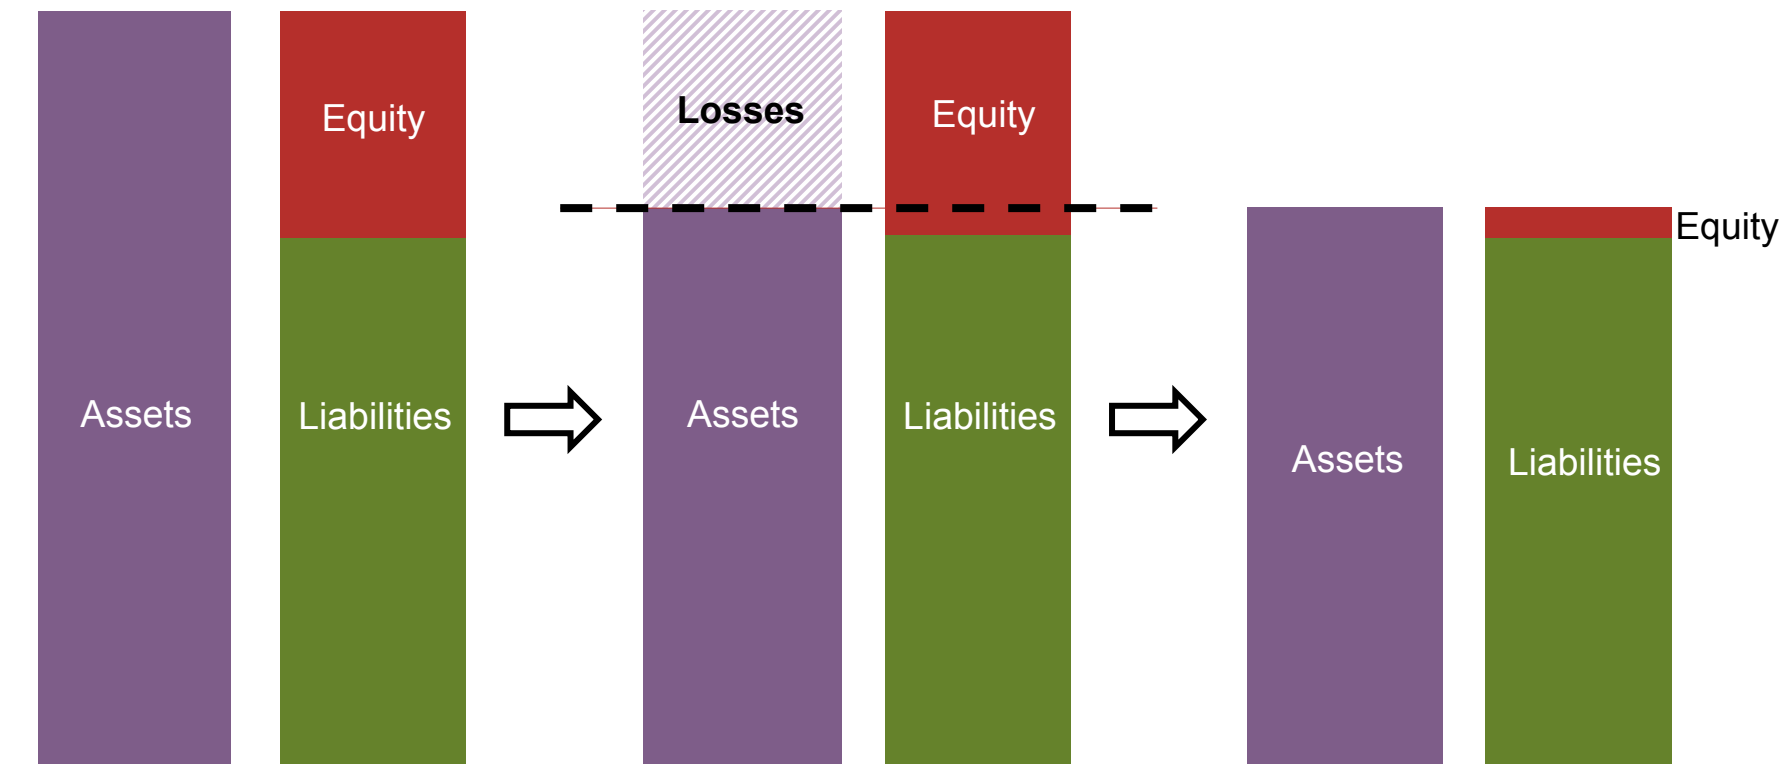 Equity
Assets
Liabilities
Losses
Equity
Assets
Liabilities
Equity
Assets
Liabilities